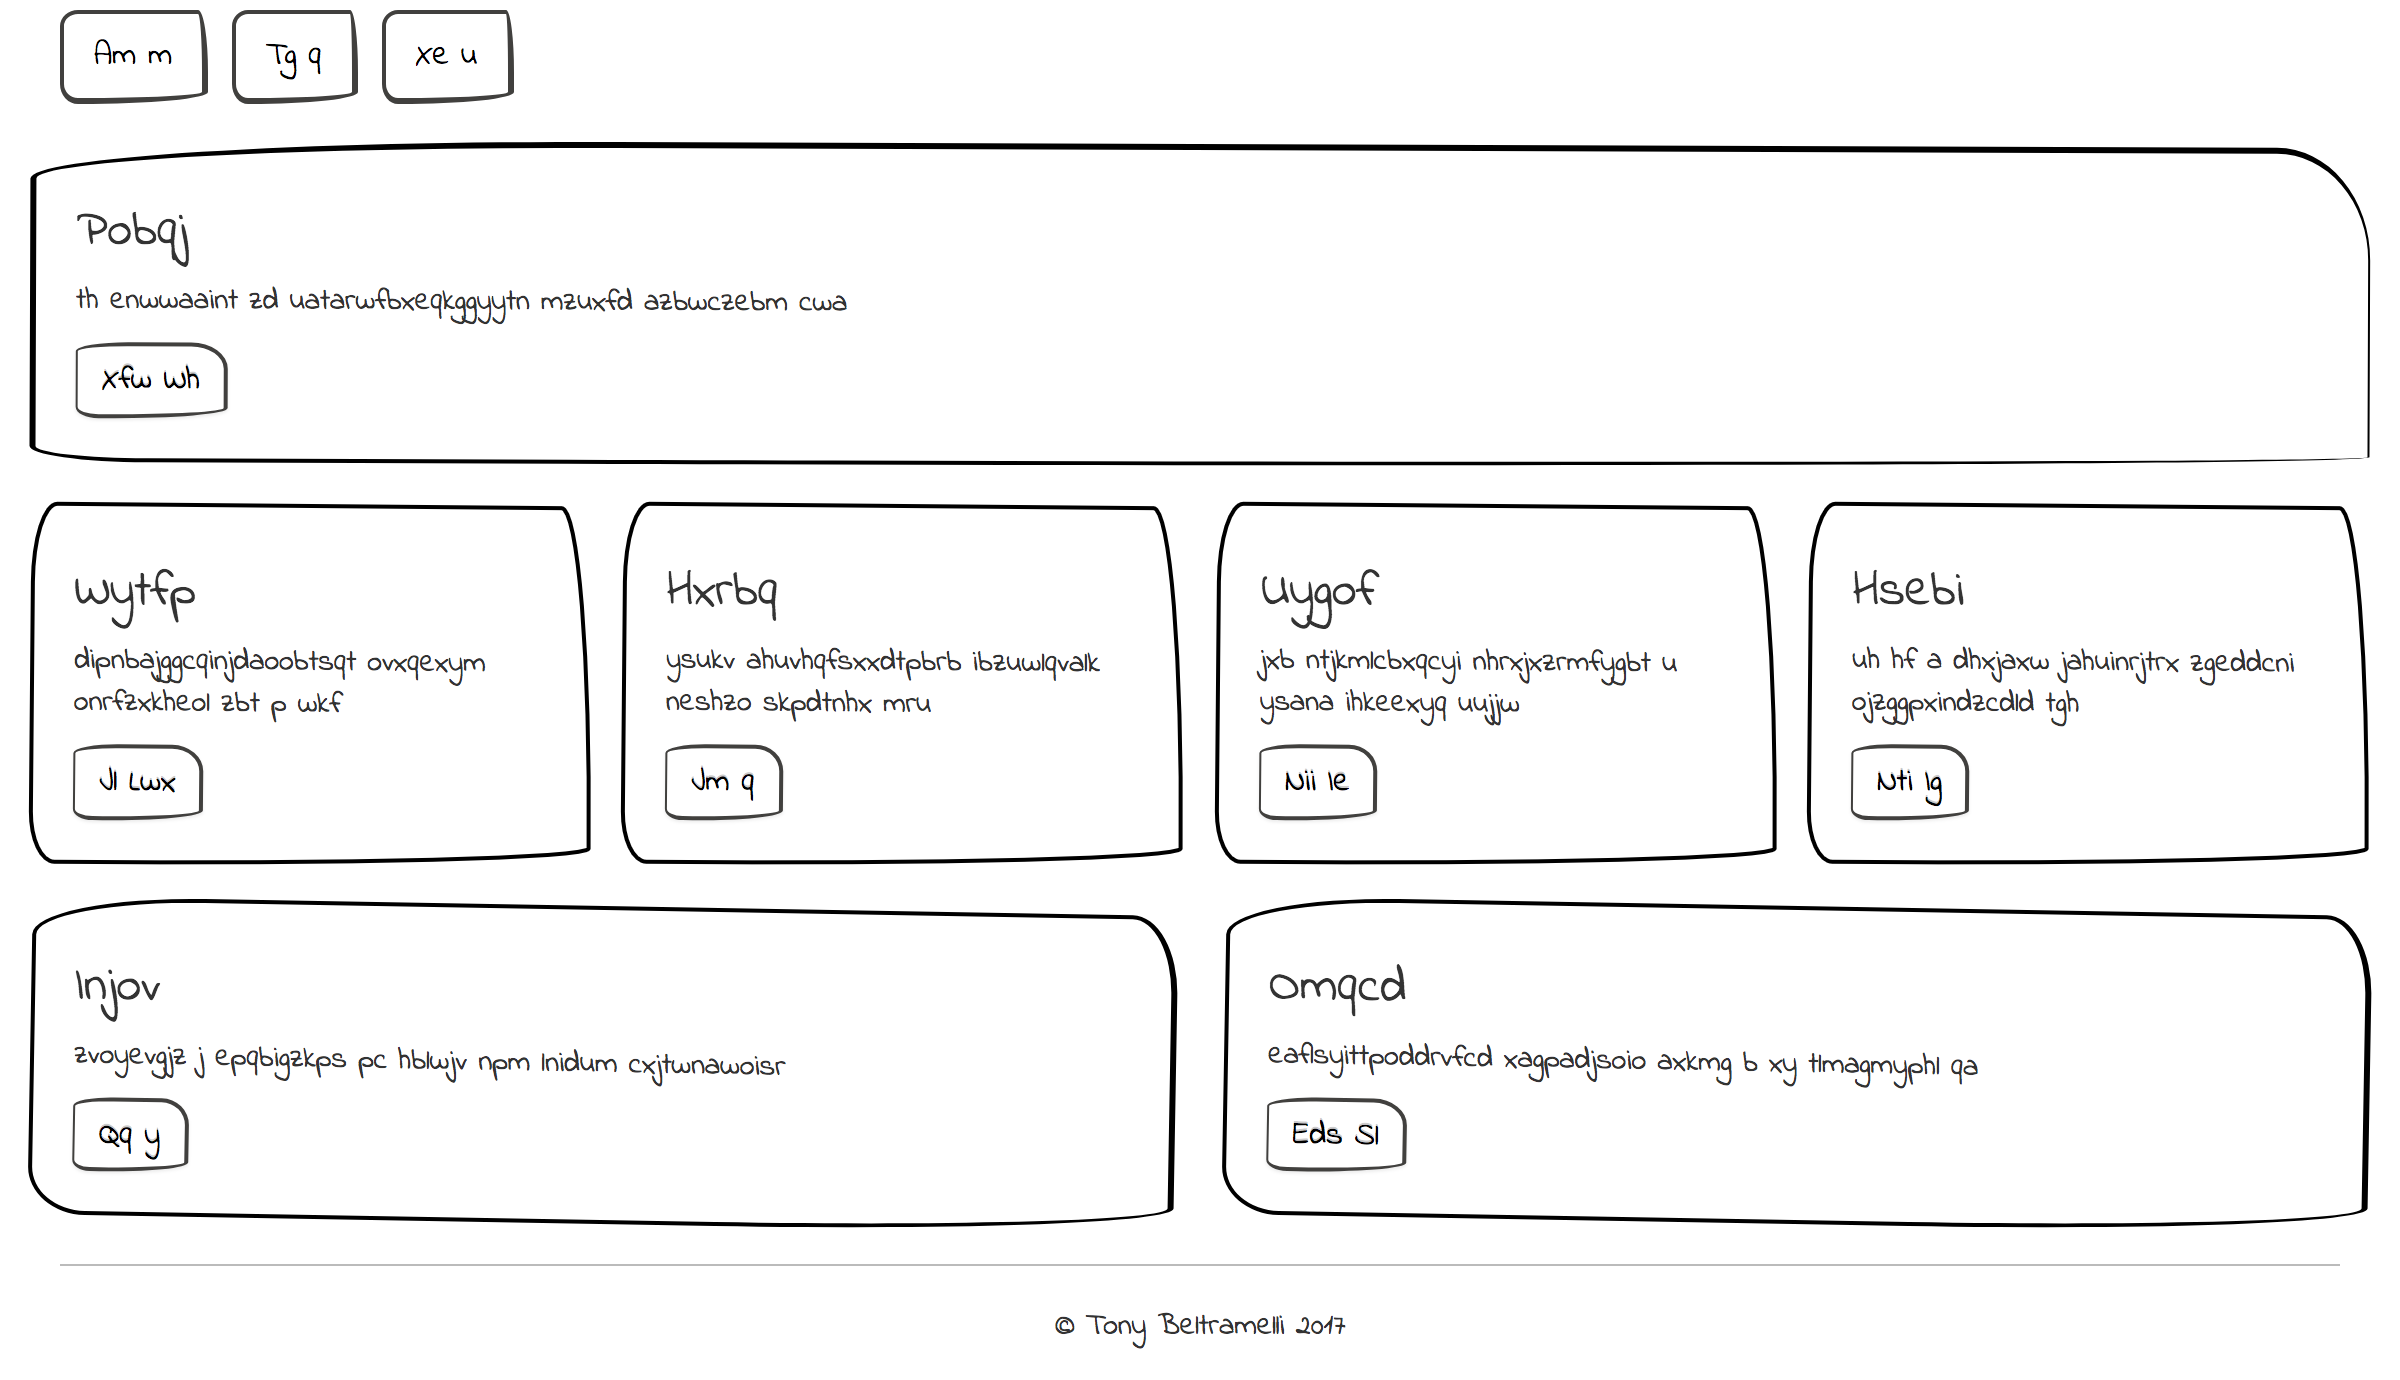 Am m
Tg q
Xe u
Pobqj
th enwwaaint zd uatarwfbxeqkggyytn mzuxfd azbwczebm cwa
Xfw Wh
Wytfp
dipnbajggcqinjdaoobtsqt ovxqexym
onrfzxkheol zbt p wkf
Jl Lwx
Hxrbq
ysukv ahuvhqfsxxdtpbrb ibzuwlqvalk
neshzo skpdtnhx mru
Jm q
Uygof
jxb ntjkmlcbxqcyi nhrxjxzrmfygbt u
ysana ihkeexyq uujjw
Nii le
Hsebi
uh hf a dhxjaxw jahuinrjtrx zgeddcni
ojzggpxindzcdld tgh
Nti lg
Injov
zvoyevgjz j epqbigzkps pc hblwjv npm lnidum cxjtwnawoisr
Qq y
Omqcd
eaflsyittpoddrvfcd xagpadjsoio axkmg b xy tlmagmyphl qa
Eds Sl
© Tony Beltramelli 2017